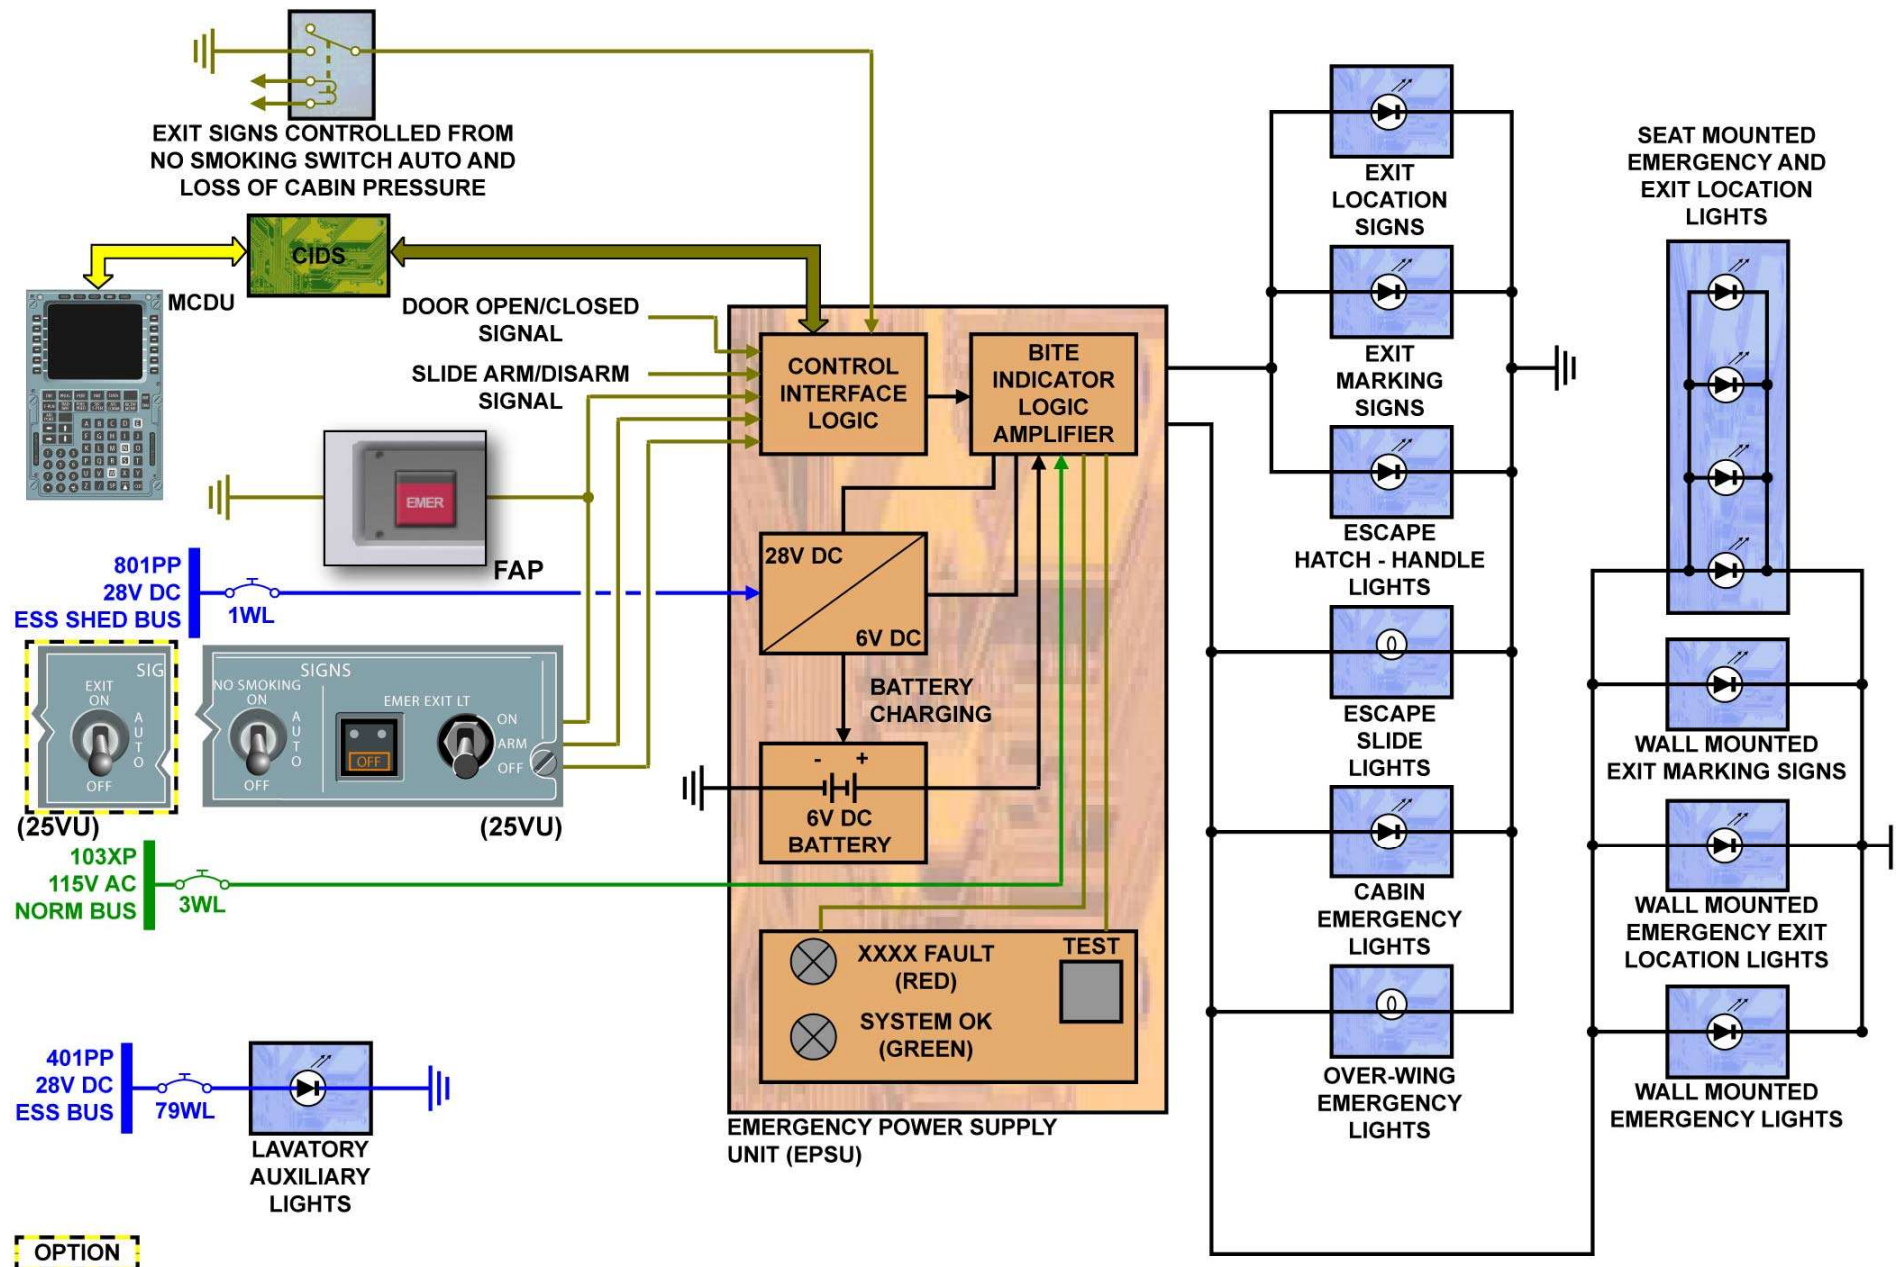 EXIT SIGNS CONTROLLED FROM
NO SMOKING SWITCH AUTO AND
LOSS OF CABIN PRESSURE
CIDS
MCDU
DOOR OPEN/CLOSED
SIGNAL
SLIDE ARM/DISARM
SIGNAL
EMER
FAP
801PP
28V DC
ESS SHED BUS
1WL
SIG
EXIT
ON
AUTO
OFF
(25VU)
SIGNS
NO SMOKING
ON
AUTO
OFF
EMER EXIT LT
OFF
ON
ARM
OFF
(25VU)
103XP
115V AC
NORM BUS
3WL
401PP
28V DC
ESS BUS
79WL
LAVATORY
AUXILIARY
LIGHTS
OPTION
CONTROL
INTERFACE
LOGIC
BITE
INDICATOR
LOGIC
AMPLIFIER
28V DC
6V DC
BATTERY
CHARGING
- +
6V DC
BATTERY
XXXX FAULT
(RED)
TEST
SYSTEM OK
(GREEN)
EMERGENCY POWER SUPPLY
UNIT (EPSU)
EXIT
LOCATION
SIGNS
EXIT
MARKING
SIGNS
ESCAPE
HATCH - HANDLE
LIGHTS
ESCAPE
SLIDE
LIGHTS
CABIN
EMERGENCY
LIGHTS
OVER-WING
EMERGENCY
LIGHTS
SEAT MOUNTED
EMERGENCY AND
EXIT LOCATION
LIGHTS
WALL MOUNTED
EXIT MARKING SIGNS
WALL MOUNTED
EMERGENCY EXIT
LOCATION LIGHTS
WALL MOUNTED
EMERGENCY LIGHTS